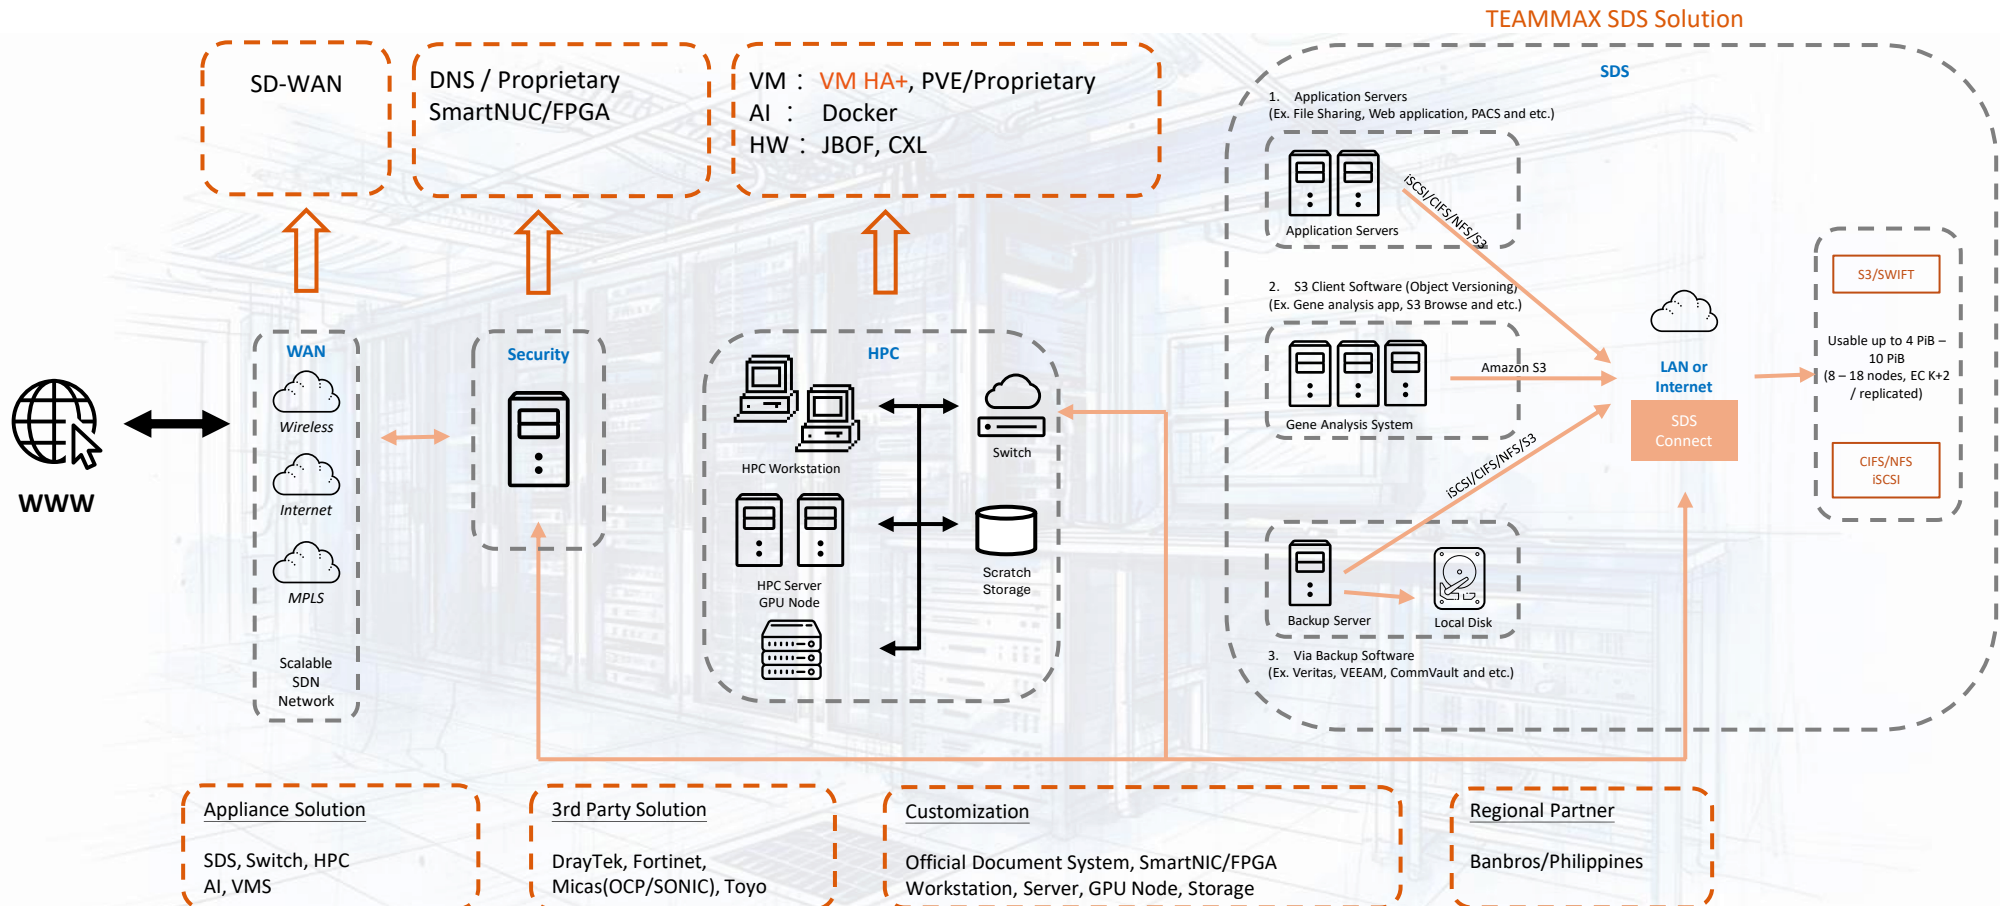 TEAMMAX SDS Solution
SD-WAN
DNS / Proprietary
SmartNUC/FPGA
VM : VM HA+, PVE/Proprietary
AI : Docker
HW : JBOF, CXL
SDS
1. Application Servers
(Ex. File Sharing, Web application, PACS and etc.)
Application Servers
iSCSI/CIFS/NFS/S3
2. S3 Client Software (Object Versioning)
(Ex. Gene analysis app, S3 Browse and etc.)
Gene Analysis System
Amazon S3
iSCSI/CIFS/NFS/S3
Backup Server
Local Disk
3. Via Backup Software
(Ex. Veritas, VEEAM, CommVault and etc.)
LAN or
Internet
SDS
Connect
S3/SWIFT
Usable up to 4 PiB –
10 PiB
(8 – 18 nodes, EC K+2
/ replicated)
CIFS/NFS
iSCSI
WWW
WAN
Wireless
Internet
MPLS
Scalable
SDN
Network
Security
HPC
HPC Workstation
Switch
HPC Server
GPU Node
Scratch
Storage
Appliance Solution
SDS, Switch, HPC
AI, VMS
3rd Party Solution
DrayTek, Fortinet,
Micas(OCP/SONIC), Toyo
Customization
Official Document System, SmartNIC/FPGA
Workstation, Server, GPU Node, Storage
Regional Partner
Banbros/Philippines